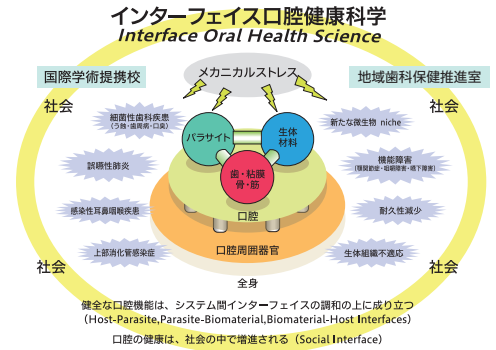 インターフェイス口腔健康科学
Interface Oral Health Science
国際学術提携校
メカニカルストレス
地域歯科保健推進室
社会
社会
細菌性歯科疾患
（う蝕・歯周病・口臭）
パラサイト
生体
材料
新たな微生物 niche
誤嚥性肺炎
歯・粘膜
骨・筋
機能障害
（顎関節症・咀嚼障害・嚥下障害）
感染性耳鼻咽喉疾患
口腔
耐久性減少
上部消化管感染症
口腔周囲器官
生体組織不適応
社会
社会
全身
健全な口腔機能は、システム間インターフェイスの調和の上に成り立つ
（Host-Parasite,Parasite-Biomaterial,Biomaterial-Host Interfaces）
口腔の健康は、社会の中で増進される（Social Interface）